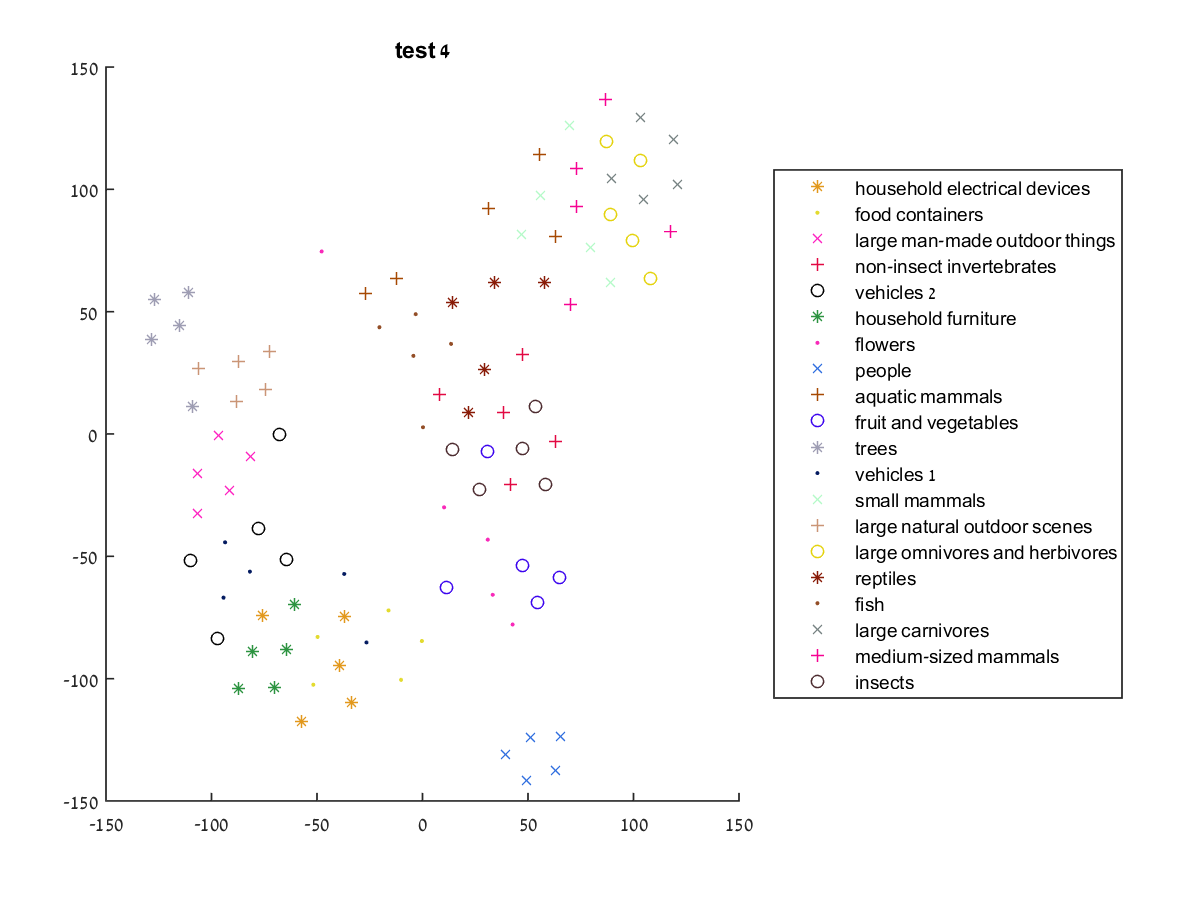 test 4
150
100
50
0
-50
-100
-150
-150 -100 -50 0 50 100 150
household electrical devices
food containers
large man-made outdoor things
non-insect invertebrates
vehicles 2
household furniture
flowers
people
aquatic mammals
fruit and vegetables
trees
vehicles 1
small mammals
large natural outdoor scenes
large omnivores and herbivores
reptiles
fish
large carnivores
medium-sized mammals
insects